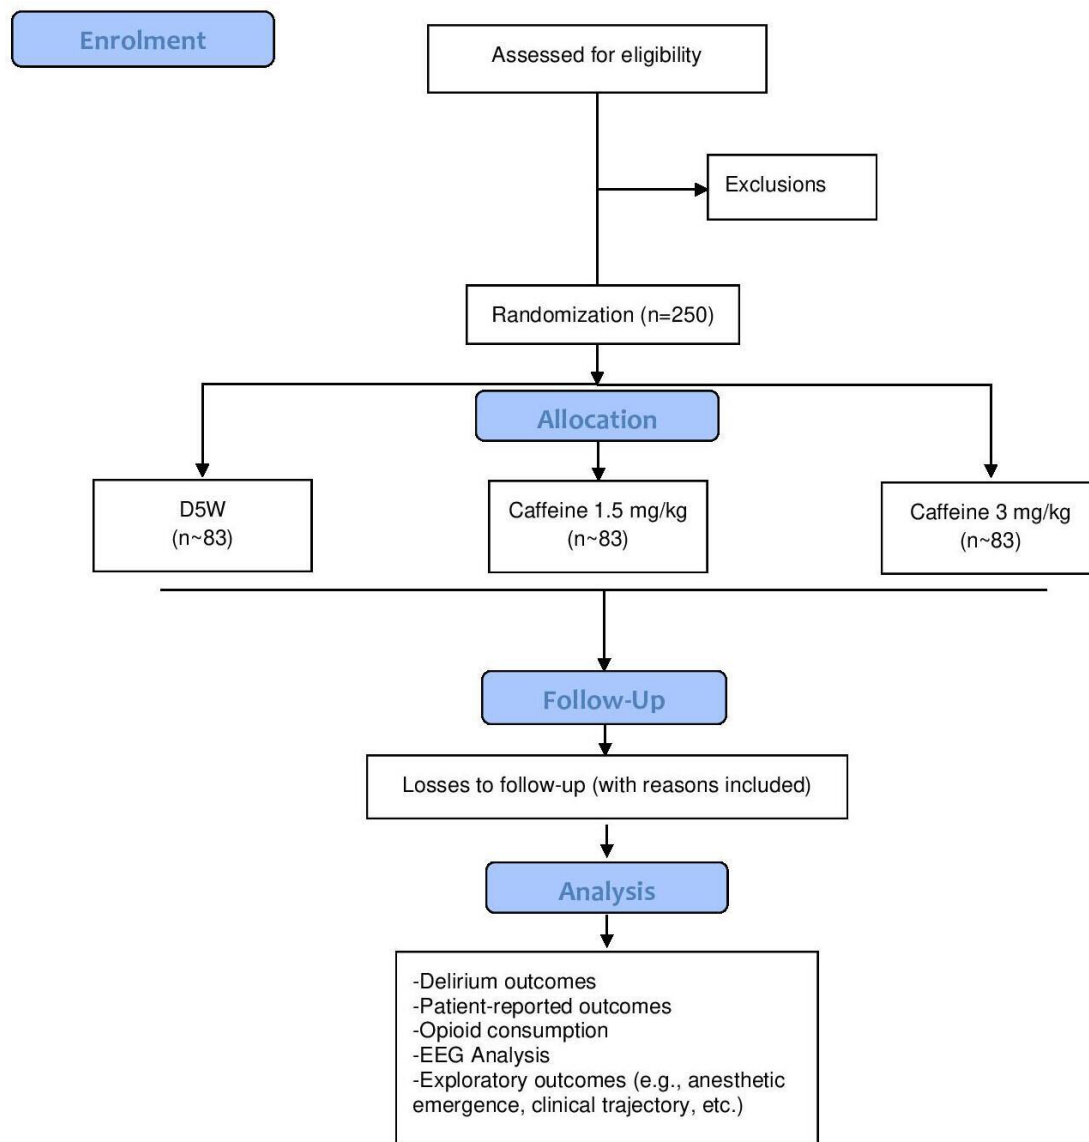 Enrolment
Assessed for eligibility
Exclusions
Randomization (n=250)
Allocation
D5W
(n~83)
Caffeine 1.5 mg/kg
(n~83)
Caffeine 3 mg/kg
(n~83)
Follow-Up
Losses to follow-up (with reasons included)
Analysis
-Delirium outcomes
-Patient-reported outcomes
-Opioid consumption
-EEG Analysis
-Exploratory outcomes (e.g., anesthetic
emergence, clinical trajectory, etc.)